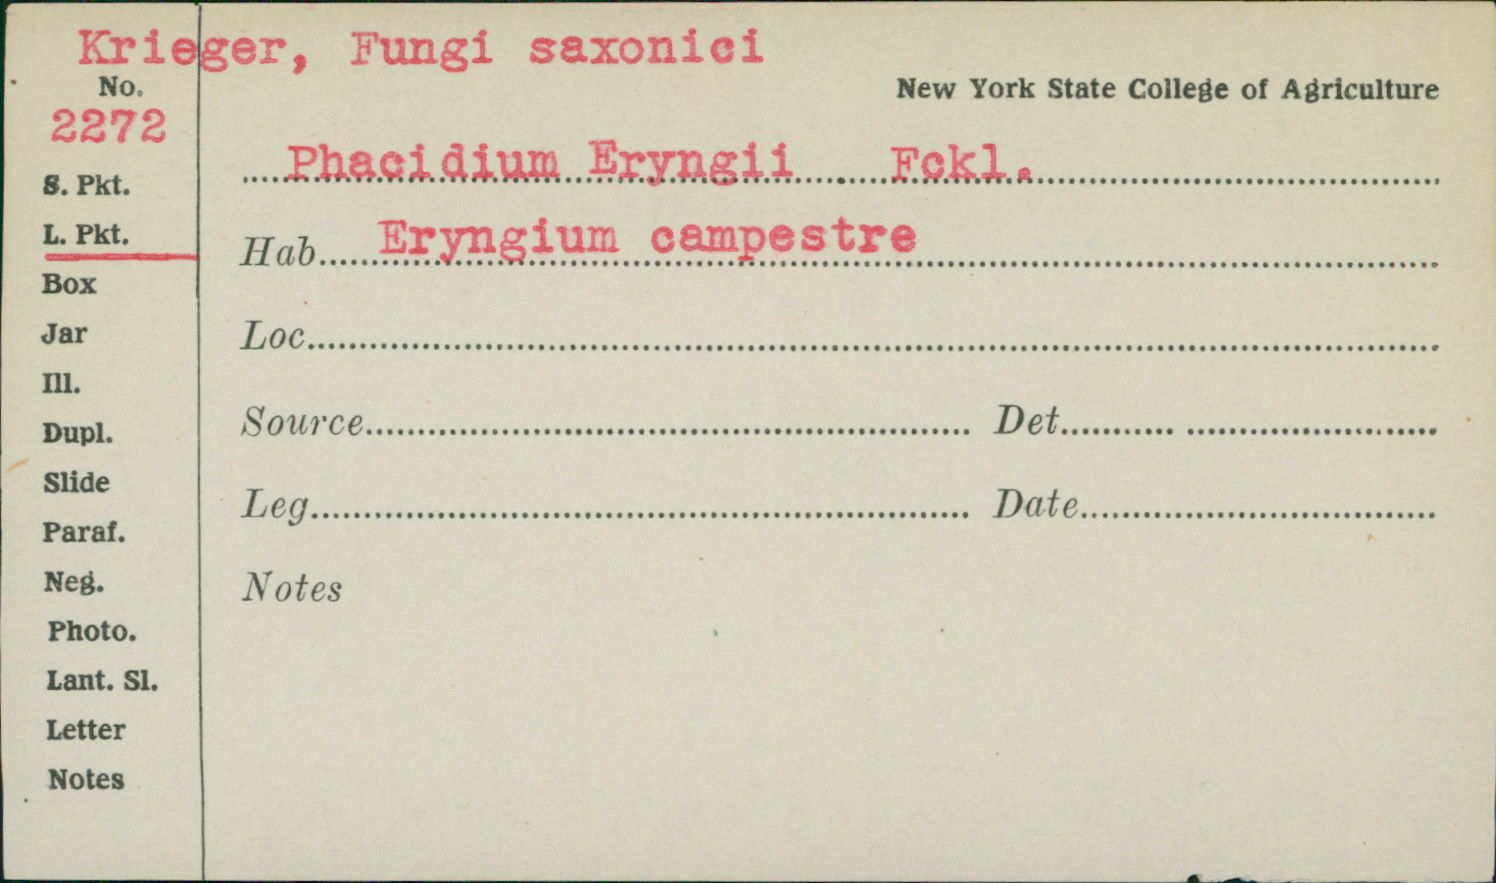 Krieger, Fungi saxonici
No.
New York State College of Agriculture
2272
Phacidium Eryngii Fckl.
S. Pkt.
L. Pkt.
Hab. Eryngium campestre
Box
Jar
Loc.
Ill.
Dupl.
Source Det.
Slide
Leg. Date
Paraf.
Neg.
Notes
Photo.
Lant. Sl.
Letter
Notes